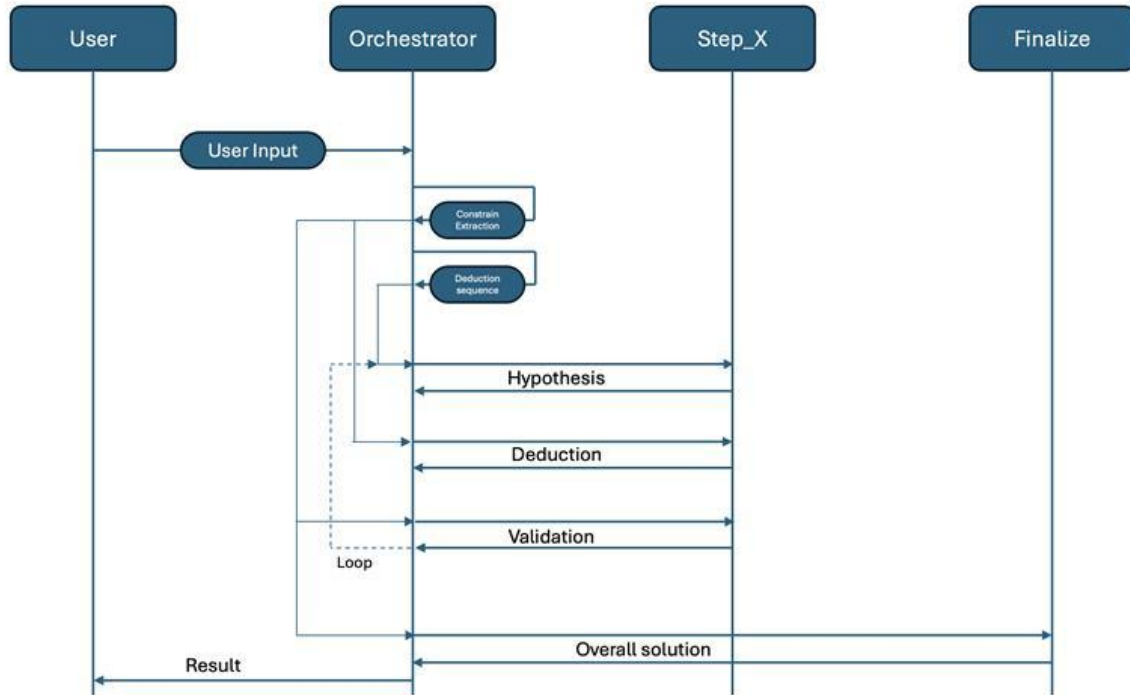 User
Orchestrator
Step_X
Finalize
User Input
Constrain
Extraction
Deduction
sequence
Hypothesis
Deduction
Validation
Loop
Overall solution
Result